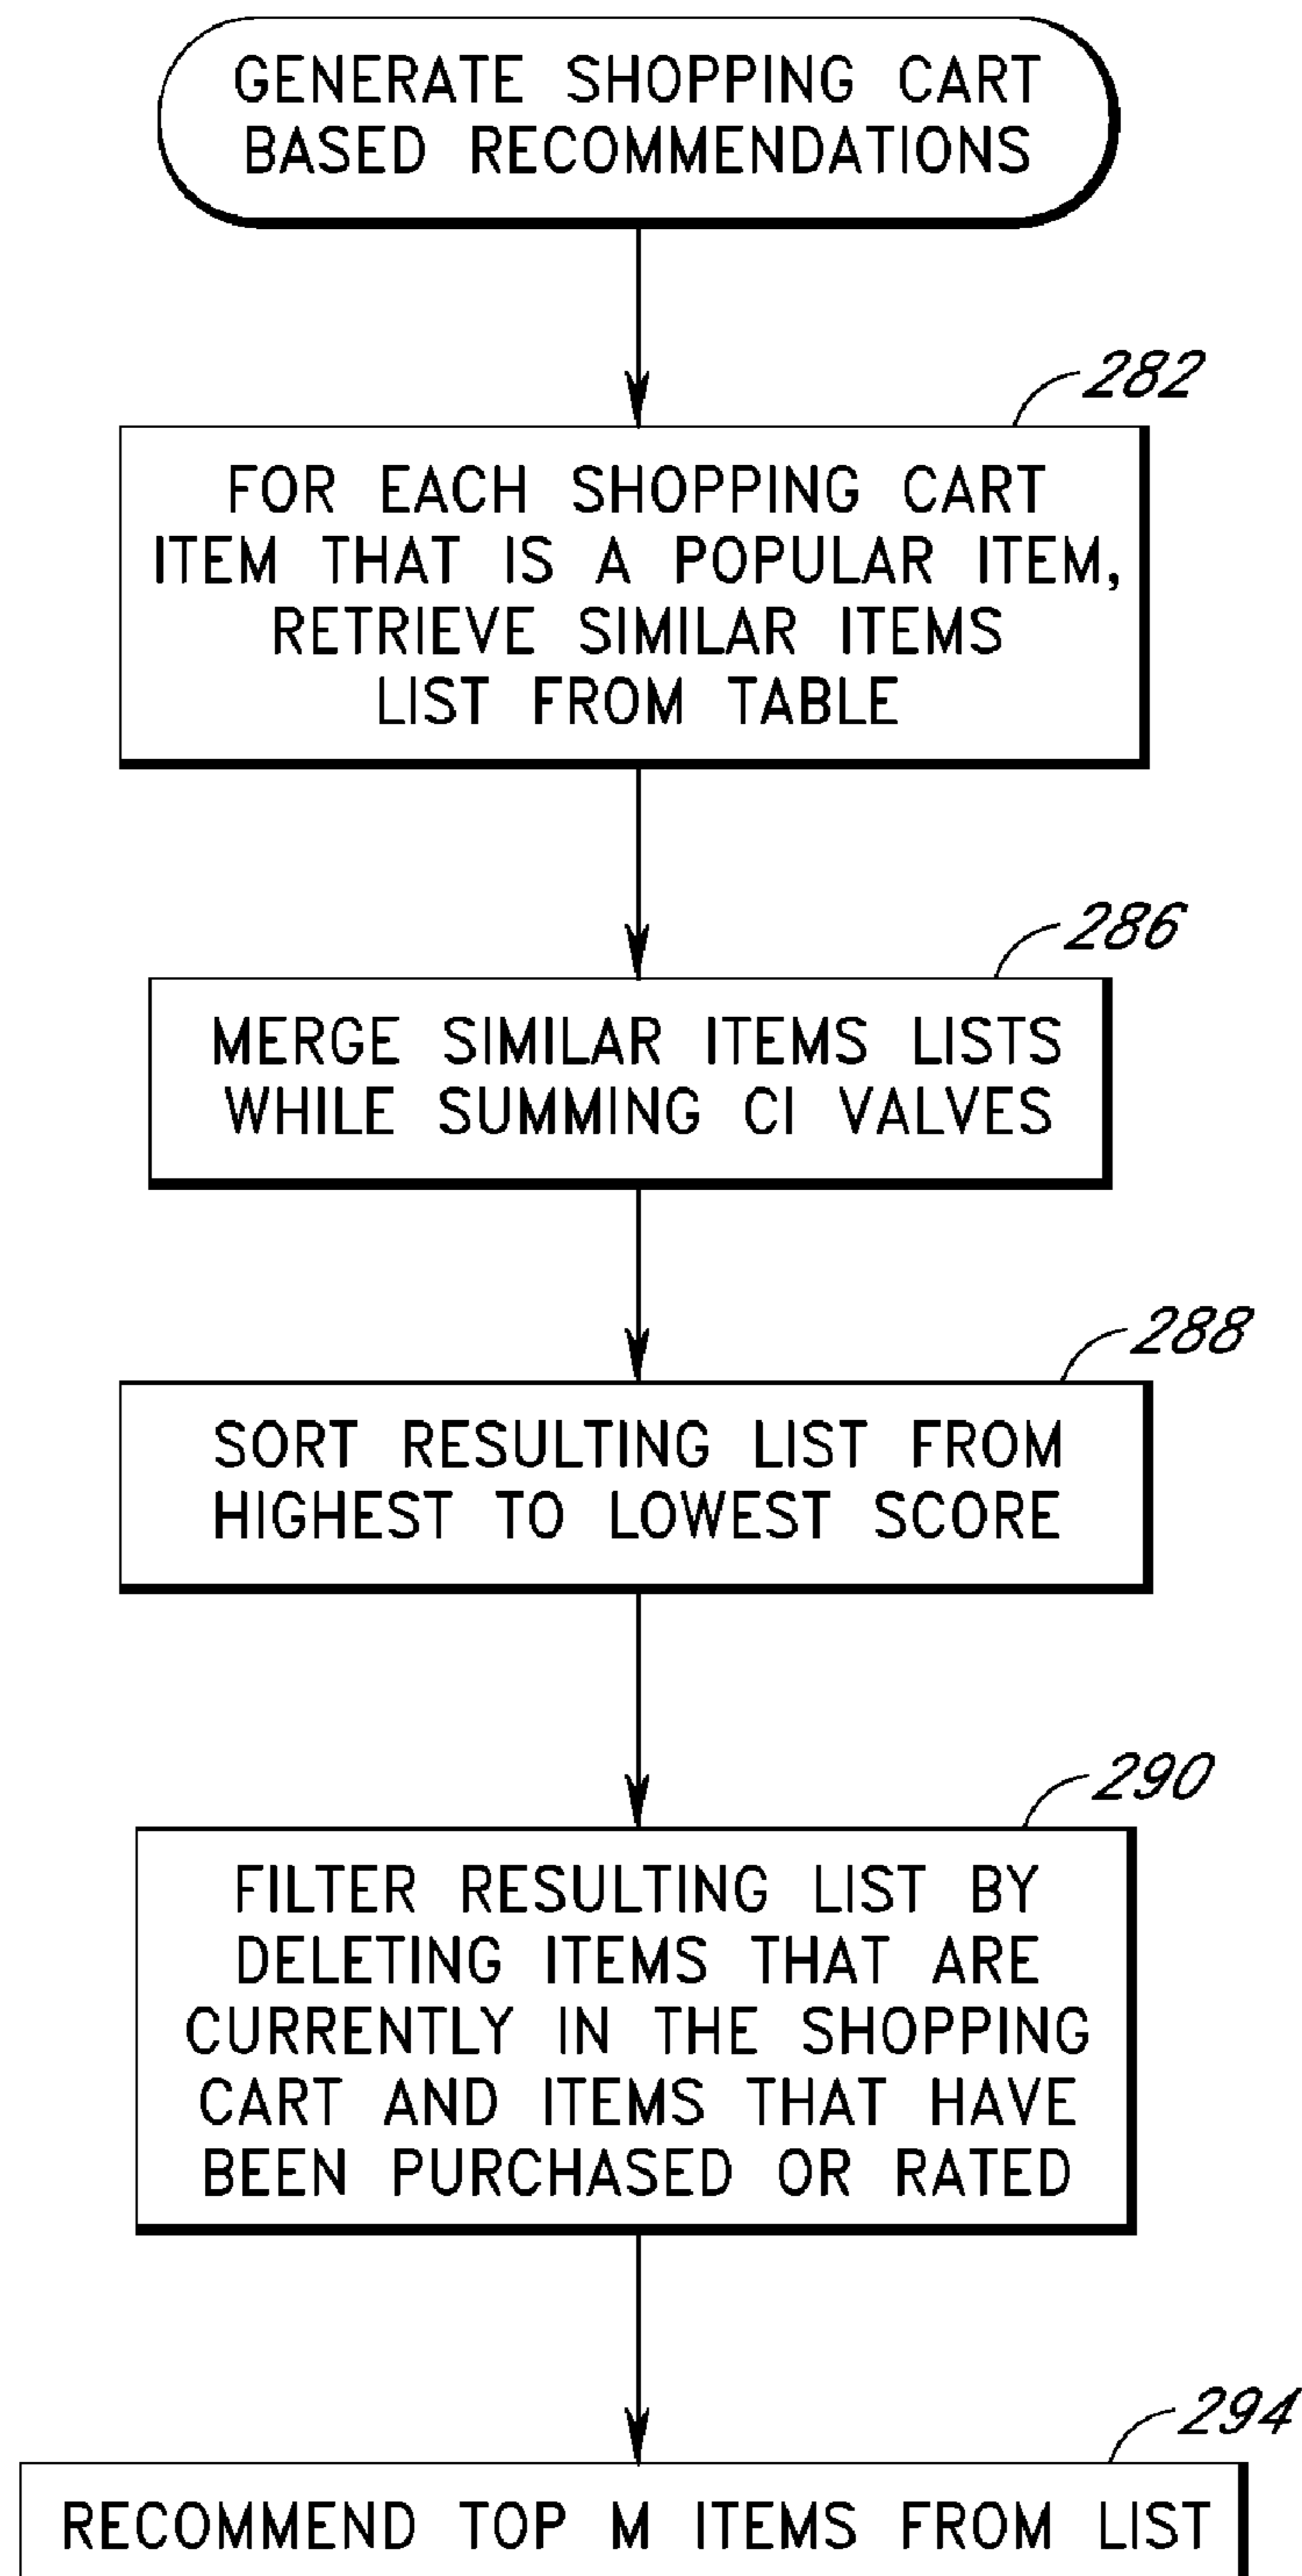 GENERATE SHOPPING CART
BASED RECOMMENDATIONS
282
FOR EACH SHOPPING CART
ITEM THAT IS A POPULAR ITEM,
RETRIEVE SIMILAR ITEMS
LIST FROM TABLE
286
MERGE SIMILAR ITEMS LISTS
WHILE SUMMING CI VALVES
288
SORT RESULTING LIST FROM
HIGHEST TO LOWEST SCORE
290
FILTER RESULTING LIST BY
DELETING ITEMS THAT ARE
CURRENTLY IN THE SHOPPING
CART AND ITEMS THAT HAVE
BEEN PURCHASED OR RATED
294
RECOMMEND TOP M ITEMS FROM LIST